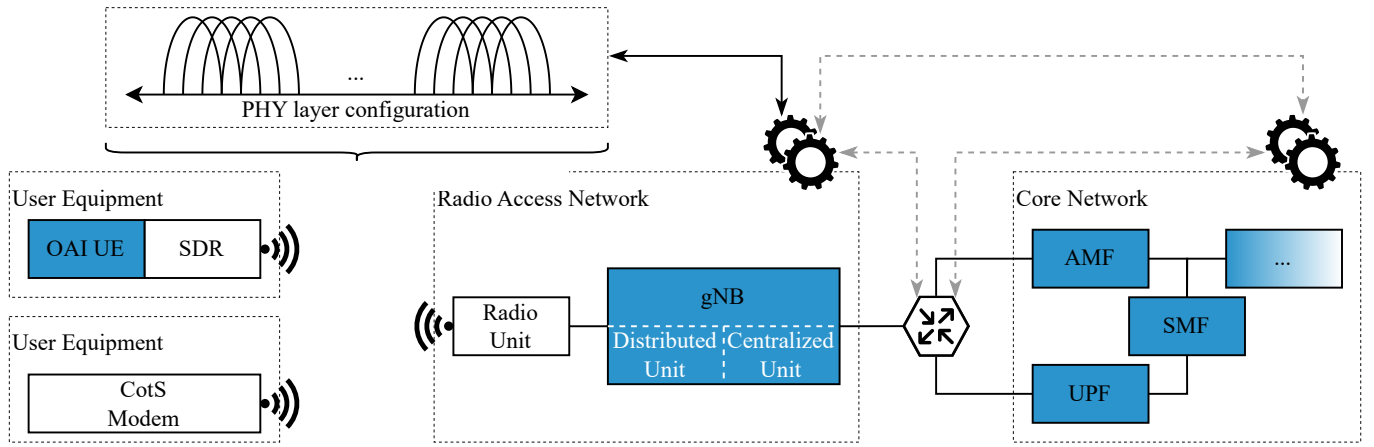 ...
PHY layer configuration
User Equipment
OAI UE
SDR
User Equipment
CotS
Modem
Radio Access Network
Radio
Unit
gNB
Distributed
Unit
Centralized
Unit
Core Network
AMF
...
SMF
UPF